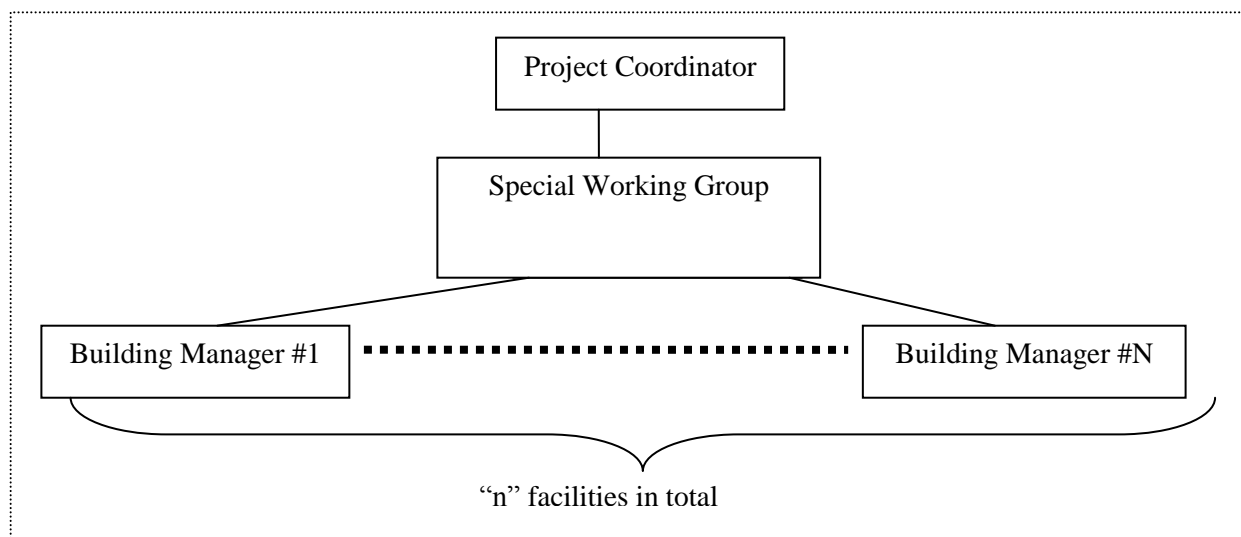 Project Coordinator
Special Working Group
Building Manager #1
Building Manager #N
“n” facilities in total